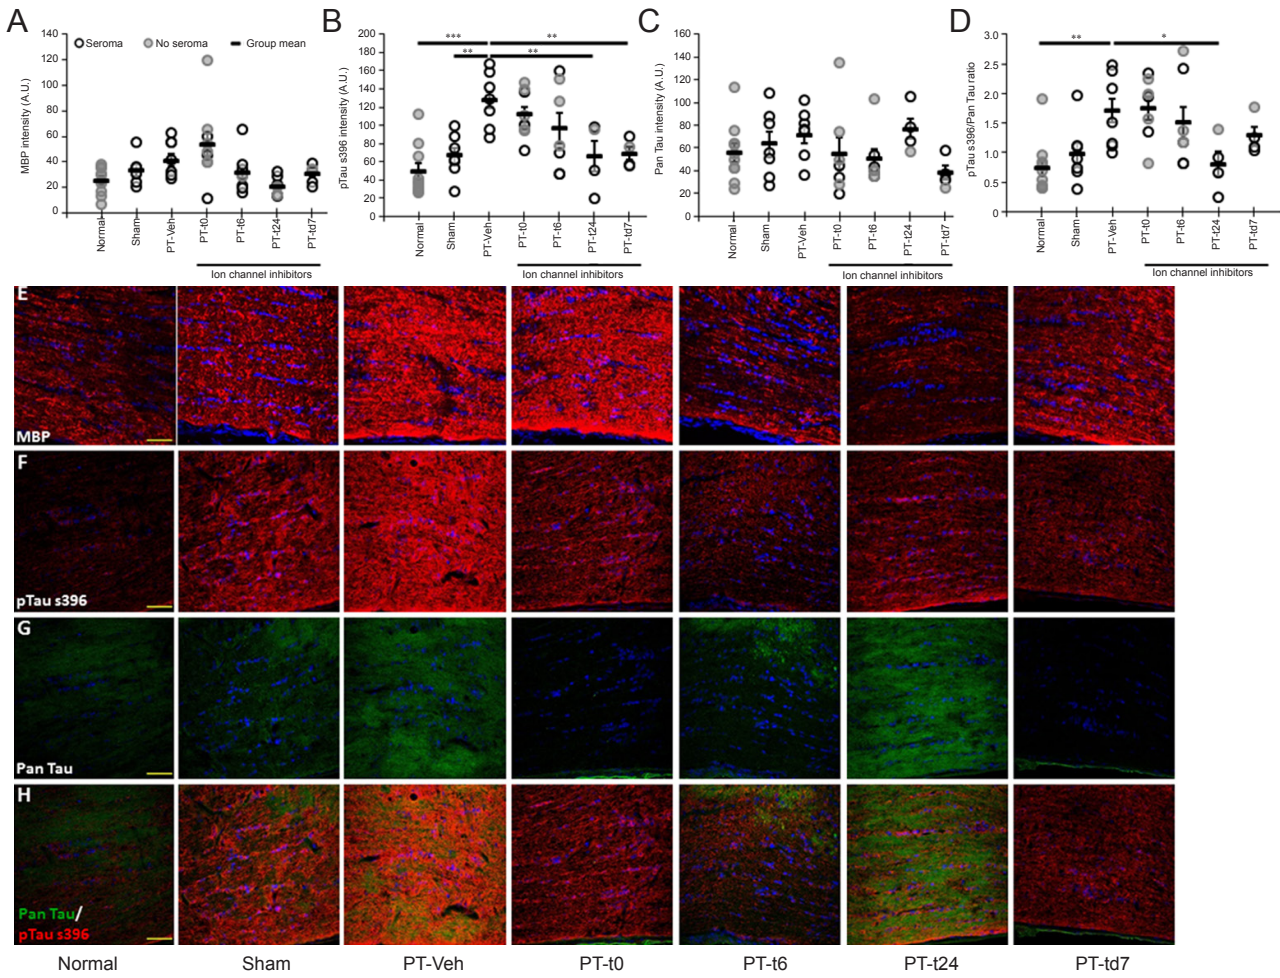 A
B
C
D
MBP intensity (A.U.)
140
120
100
80
60
40
20
0
Seroma
No seroma
Group mean
Normal
Sham
PT-Veh
PT-t0
PT-t6
PT-t24
PT-td7
Ion channel inhibitors
pTau s396 intensity (A.U.)
200
180
160
140
120
100
80
60
40
20
0
***
**
**
**
Normal
Sham
PT-Veh
PT-t0
PT-t6
PT-t24
PT-td7
Ion channel inhibitors
Pan Tau intensity (A.U.)
160
140
120
100
80
60
40
20
0
Normal
Sham
PT-Veh
PT-t0
PT-t6
PT-t24
PT-td7
Ion channel inhibitors
pTau s396/Pan Tau ratio
3.0
2.5
2.0
1.5
1.0
0.5
0
**
*
Normal
Sham
PT-Veh
PT-t0
PT-t6
PT-t24
PT-td7
Ion channel inhibitors
E
MBP
F
pTau s396
G
Pan Tau
H
Pan Tau/
pTau s396
Normal
Sham
PT-Veh
PT-t0
PT-t6
PT-t24
PT-td7